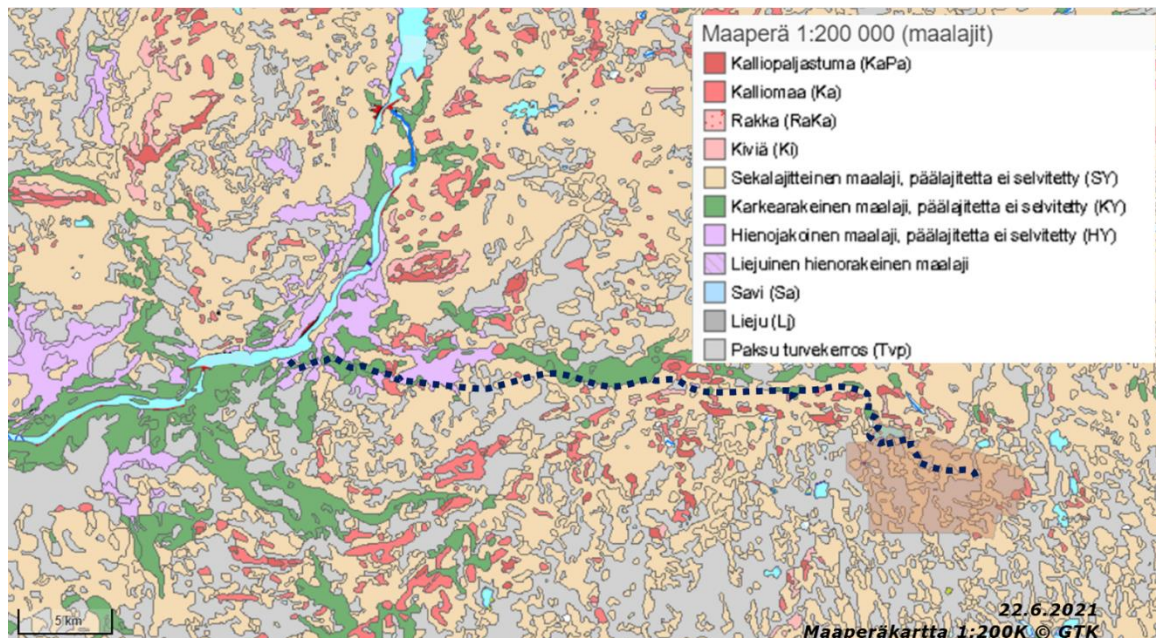 Maaperä 1:200 000 (maalajit)
Kalliopaljastuma (KaPa)
Kalliomaa (Ka)
Rakka (RaKa)
Kiviä (Ki)
Sekalajitteinen maalaji, päälajitetta ei selvitetty (SY)
Karkearakeinen maalaji, päälajitetta ei selvitetty (KY)
Hienojakoinen maalaji, päälajitetta ei selvitetty (HY)
Liejuinen hienorakeinen maalaji
Savi (Sa)
Lieju (Lj)
Paksu turvekerros (Tvp)
5 km
22.6.2021
Maaperäkartta 1:200K © GTK